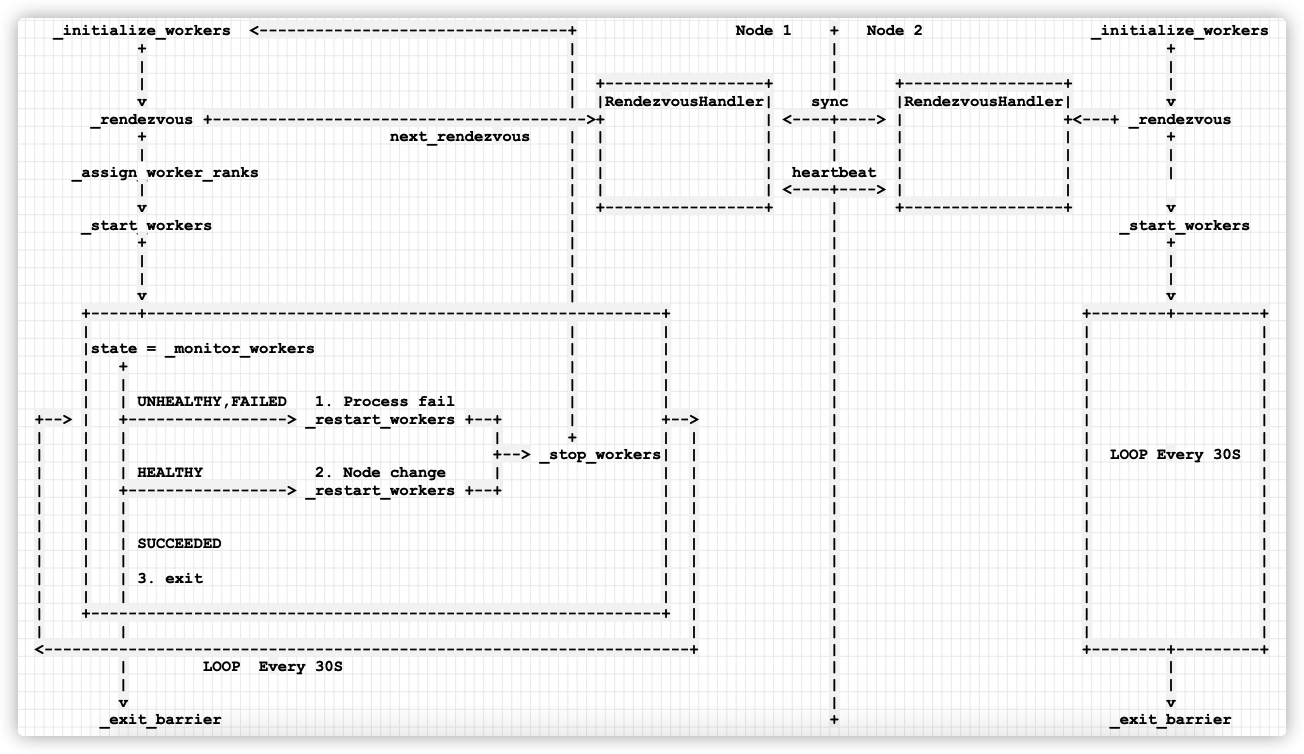 _initialize_workers Node 1 Node 2 _initialize_workers
RendezvousHandler sync RendezvousHandler
_rendezvous _rendezvous
next_rendezvous
_assign_worker_ranks heartbeat
_start_workers _start_workers
state = _monitor_workers
UNHEALTHY,FAILED 1. Process fail
_restart_workers
_stop_workers LOOP Every 30S
HEALTHY 2. Node change
_restart_workers
SUCCEEDED
3. exit
LOOP Every 30S
_exit_barrier _exit_barrier